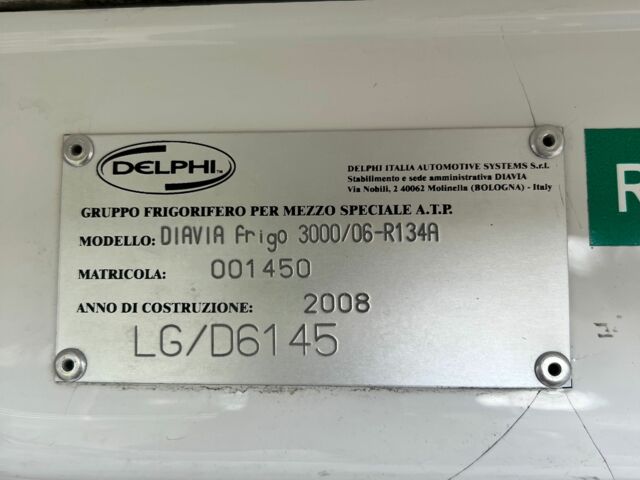 DELPHI™
DELPHI ITALIA AUTOMOTIVE SYSTEMS S.r.l.
Stabilimento e sede amministrativa DIAVIA
Via Nobili, 2 40062 Molinella (BOLOGNA) - Italy
GRUPPO FRIGORIFERO PER MEZZO SPECIALE A.T.P.
MODELLO: DIAVIA frigo 3000/06-R134A
MATRICOLA: 001450
ANNO DI COSTRUZIONE: 2008
LG/D6145
R